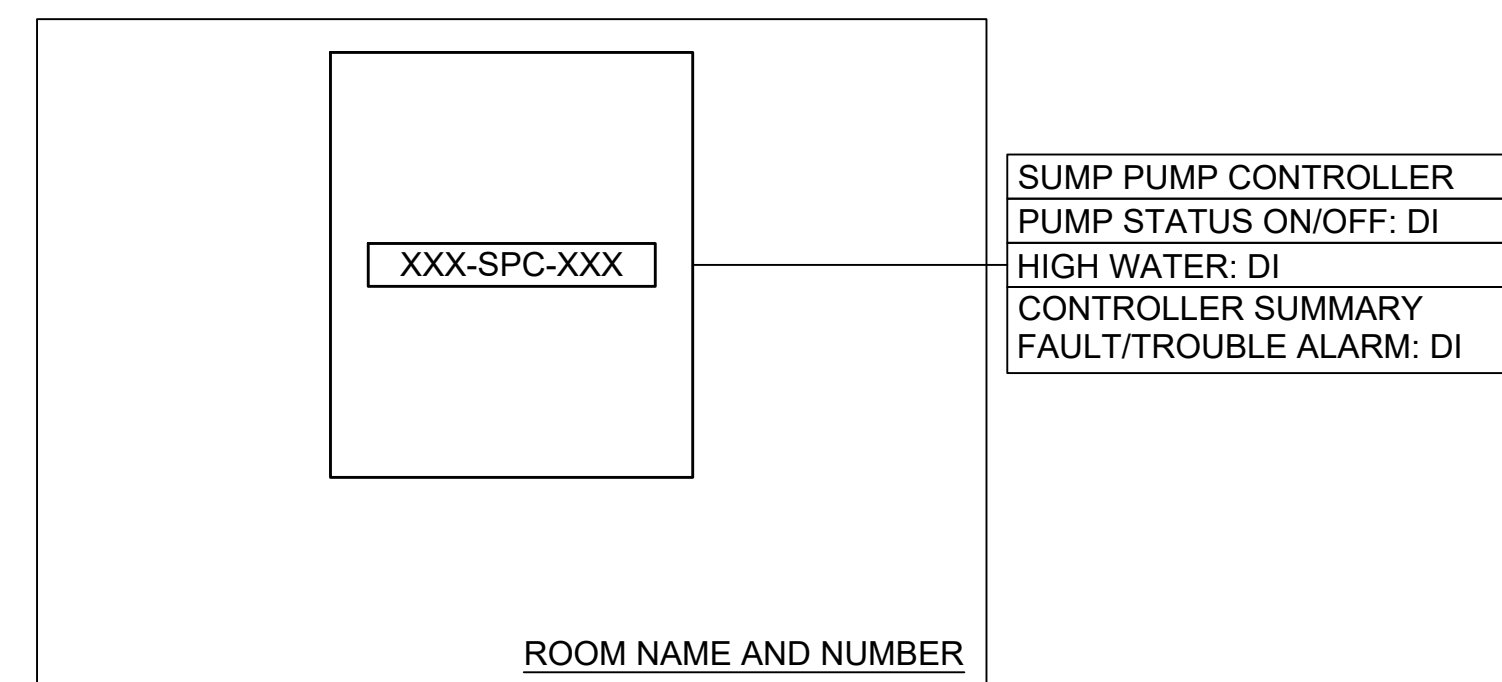 SUMP PUMP CONTROLLER
PUMP STATUS ON/OFF: DI
XXX-SPC-XXX
HIGH WATER: DI
CONTROLLER SUMMARY
FAULT/TROUBLE ALARM: DI
ROOM NAME AND NUMBER